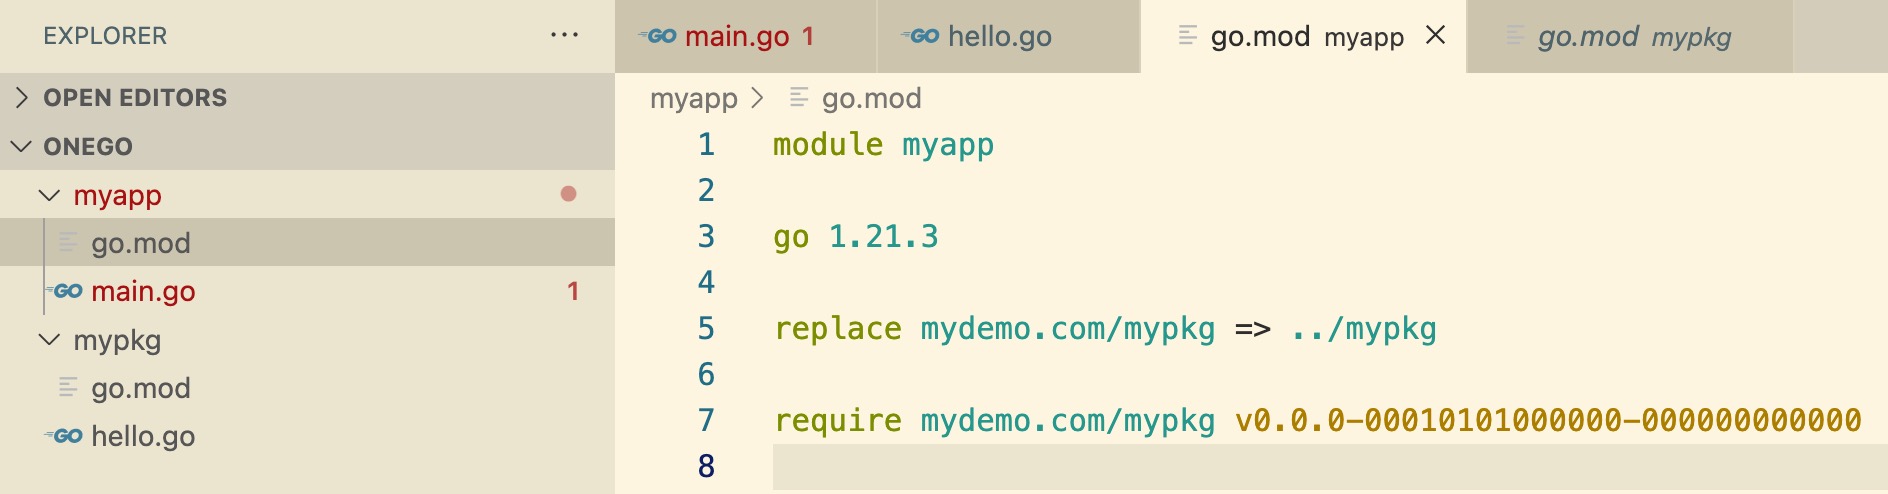 EXPLORER ...
OPEN EDITORS
ONEGO
myapp
go.mod
GO main.go 1
mypkg
go.mod
GO hello.go
GO main.go 1 GO hello.go go.mod myapp go.mod mypkg
myapp > go.mod
1 module myapp
2
3 go 1.21.3
4
5 replace mydemo.com/mypkg => ../mypkg
6
7 require mydemo.com/mypkg v0.0.0-00010101000000-000000000000
8